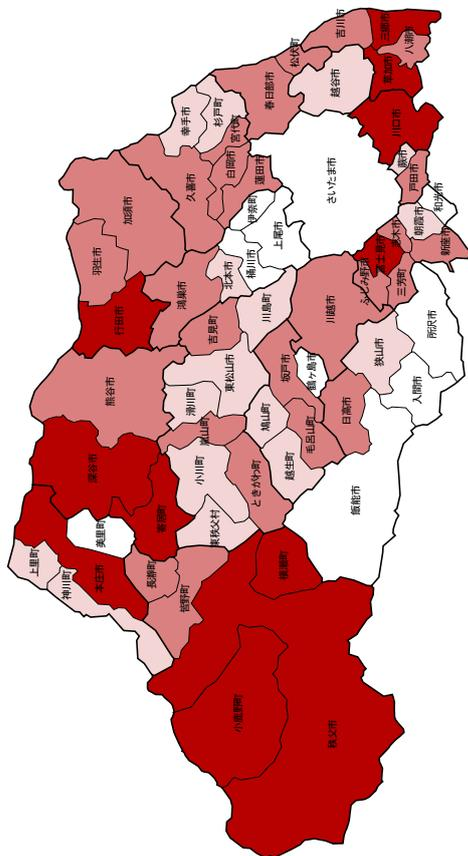 吉川市
三郷市
八潮市
松伏町
草加市
越谷市
春日部市
川口市
杉戸町
幸手市
宮代町
白岡市
蓮田市
久喜市
さいたま市
蕨市
戸田市
和光市
加須市
伊奈町
上尾市
朝霞市
志木市
新座市
羽生市
桶川市
北本市
富士見市
ふじみ野市
三芳町
鴻巣市
行田市
川島町
川越市
吉見町
所沢市
狭山市
東松山市
坂戸市
鶴ヶ島市
入間市
熊谷市
滑川町
鳩山町
日高市
嵐山町
毛呂山町
小川町
越生町
ときがわ町
深谷市
寄居町
東秩父村
飯能市
美里町
上里町
本庄市
神川町
長瀞町
皆野町
横瀬町
小鹿野町
秩父市